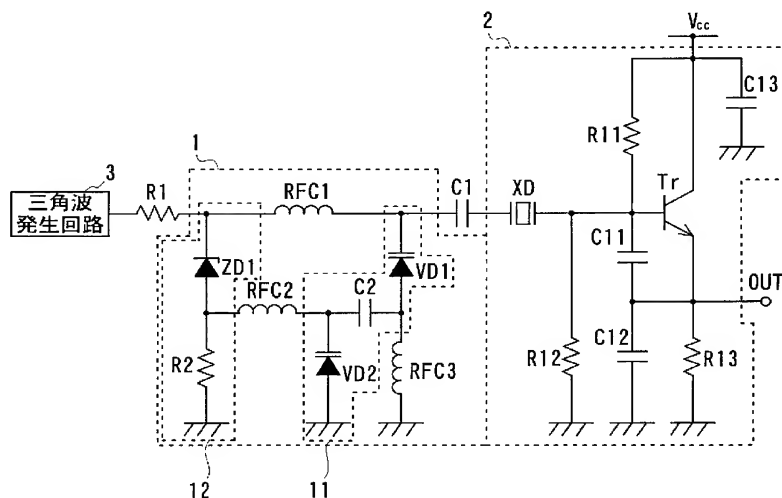 2
Vcc
C13
1
R11
3
R1
RFC1
C1
XD
Tr
三角波
発生回路
ZD1
VD1
C11
RFC2
C2
OUT
R2
VD2
RFC3
R12
C12
R13
12
11